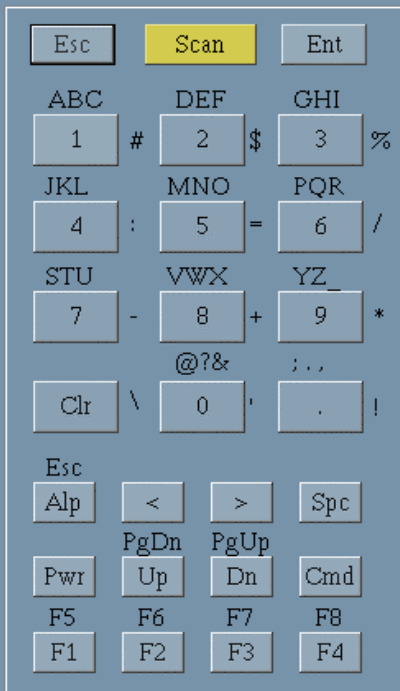 Esc Scan Ent
ABC DEF GHI
1 # 2 $ 3 %
JKL MNO PQR
4 : 5 = 6 /
STU VWX YZ_
7 - 8 + 9 *
@?& ; . ,
Clr \ 0 ' . !
Esc
Alp < > Spc
PgDn PgUp
Pwr Up Dn Cmd
F5 F6 F7 F8
F1 F2 F3 F4